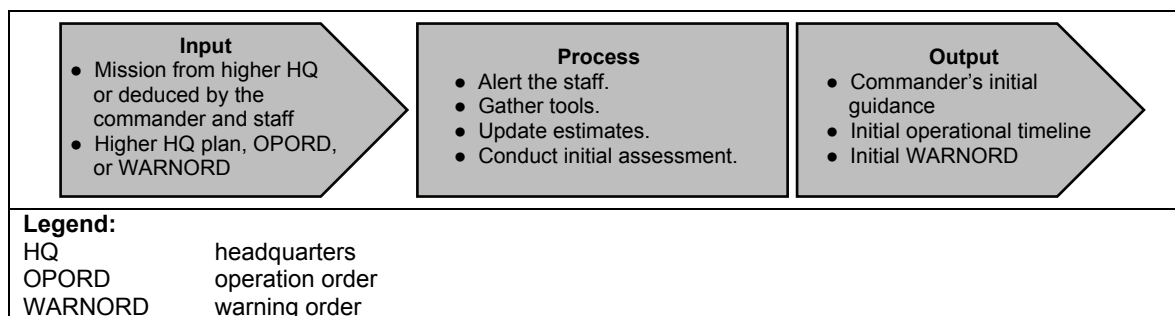 Input
● Mission from higher HQ
or deduced by the
commander and staff
● Higher HQ plan, OPORD,
or WARNORD
Process
● Alert the staff.
● Gather tools.
● Update estimates.
● Conduct initial assessment.
Output
● Commander’s initial
guidance
● Initial operational timeline
● Initial WARNORD
Legend:
HQ headquarters
OPORD operation order
WARNORD warning order